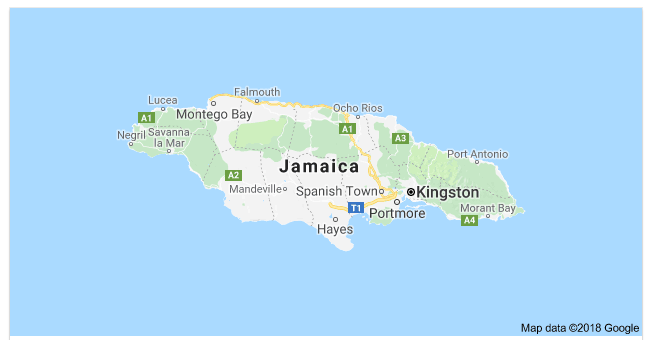 Lucea
Falmouth
Montego Bay
Ocho Rios
A1
A1
A3
Negril
Savanna-
la Mar
Port Antonio
Jamaica
A2
Mandeville
Spanish Town
Kingston
T1
Portmore
Morant Bay
A4
Hayes
Map data ©2018 Google